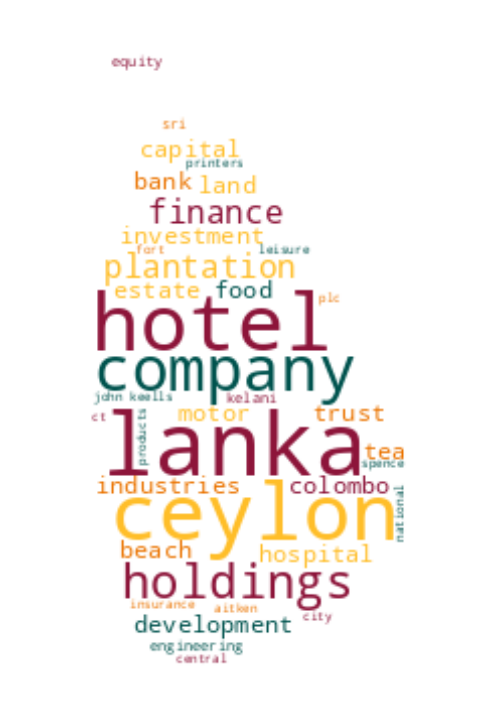 equity
sri
capital
printers
bank land
finance
investment
fort leisure
plantation
estate food
plc
hotel
company
john keells kelani
ct motor trust
products
lanka
tea
spence
industries colombo
national
ceylon
beach hospital
holdings
insurance aitken
city
development
engineering
central